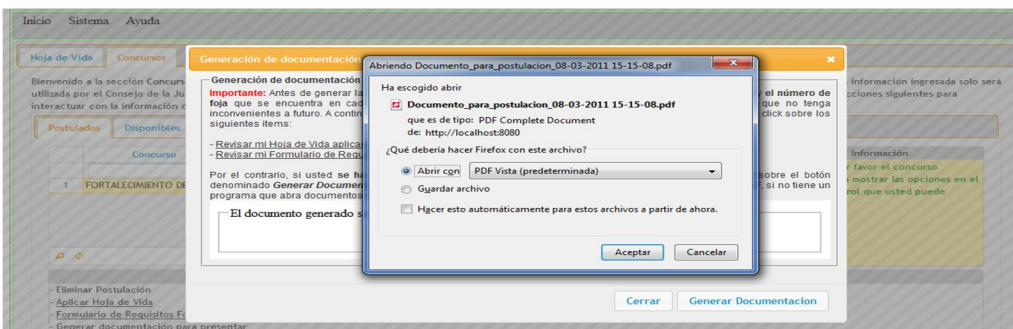 Inicio Sistema Ayuda
Hoja de Vida Concursos
Bienvenido a la sección Concurs
utilizada por el Consejo de la Ju
interactuar con la información c
Información ingresada solo será
cciones siguientes para
Postulados Disponibles
Concurso
Información
1 FORTALECIMIENTO DE
r favor el concurso
mostrar las opciones en el
rol que usted puede
- Eliminar Postulación
- Aplicar Hoja de Vida
- Formulario de Requisitos Fo
- Generar documentación para presentar
Generación de documentación
Generación de documentación
Importante: Antes de generar la
y el número de
foja que se encuentra en cad
que no tenga
inconvenientes a futuro. A contin
click sobre los
siguientes items:
- Revisar mi Hoja de Vida aplica
- Revisar mi Formulario de Requ
Por el contrario, si usted se ha
sobre el botón
denominado Generar Documen
F, si no tiene un
programa que abra documentos
El documento generado s
Cerrar Generar Documentacion
Abriendo Documento_para_postulacion_08-03-2011 15-15-08.pdf
Ha escogido abrir
Documento_para_postulacion_08-03-2011 15-15-08.pdf
que es de tipo: PDF Complete Document
de: http://localhost:8080
¿Qué debería hacer Firefox con este archivo?
Abrir con PDF Vista (predeterminada)
Guardar archivo
Hacer esto automáticamente para estos archivos a partir de ahora.
Aceptar Cancelar